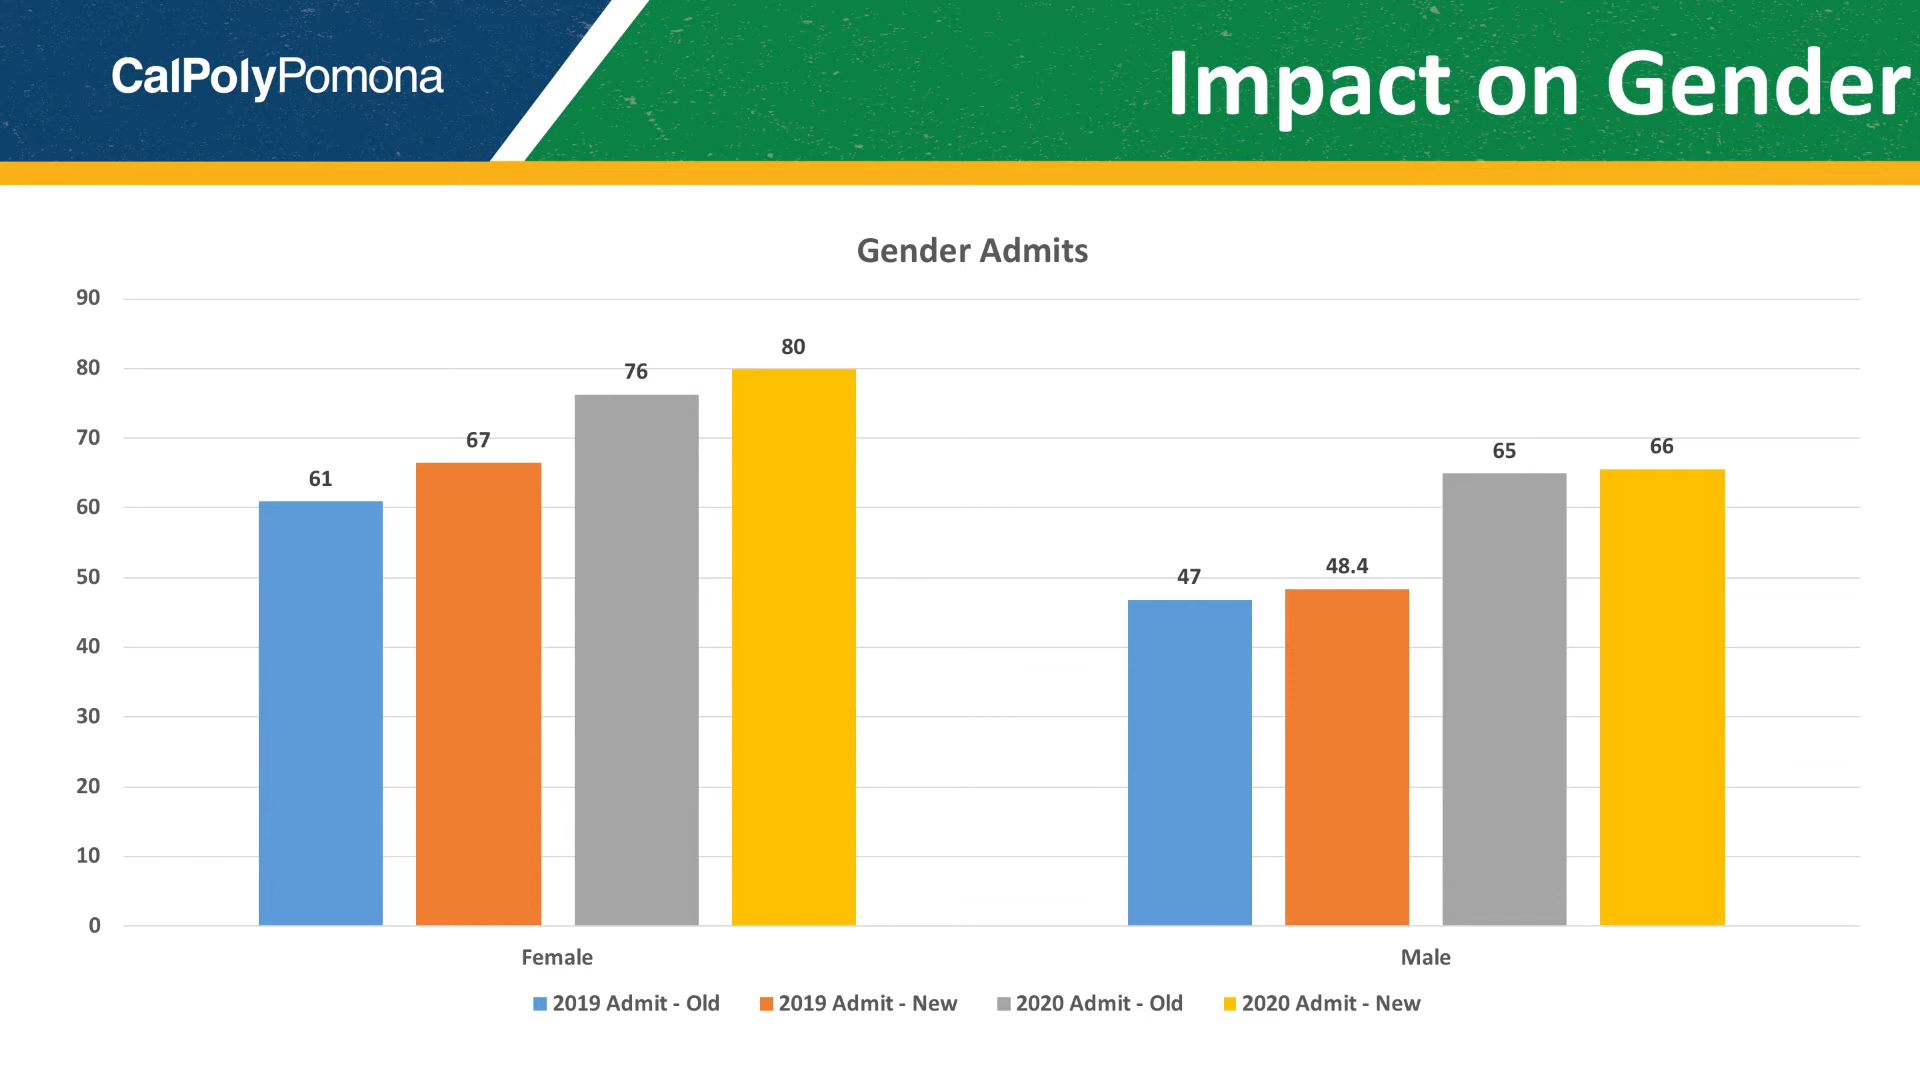 CalPolyPomona
Impact on Gender
Gender Admits
90
80
70
60
50
40
30
20
10
0
61
67
76
80
47
48.4
65
66
Female
Male
2019 Admit - Old
2019 Admit - New
2020 Admit - Old
2020 Admit - New